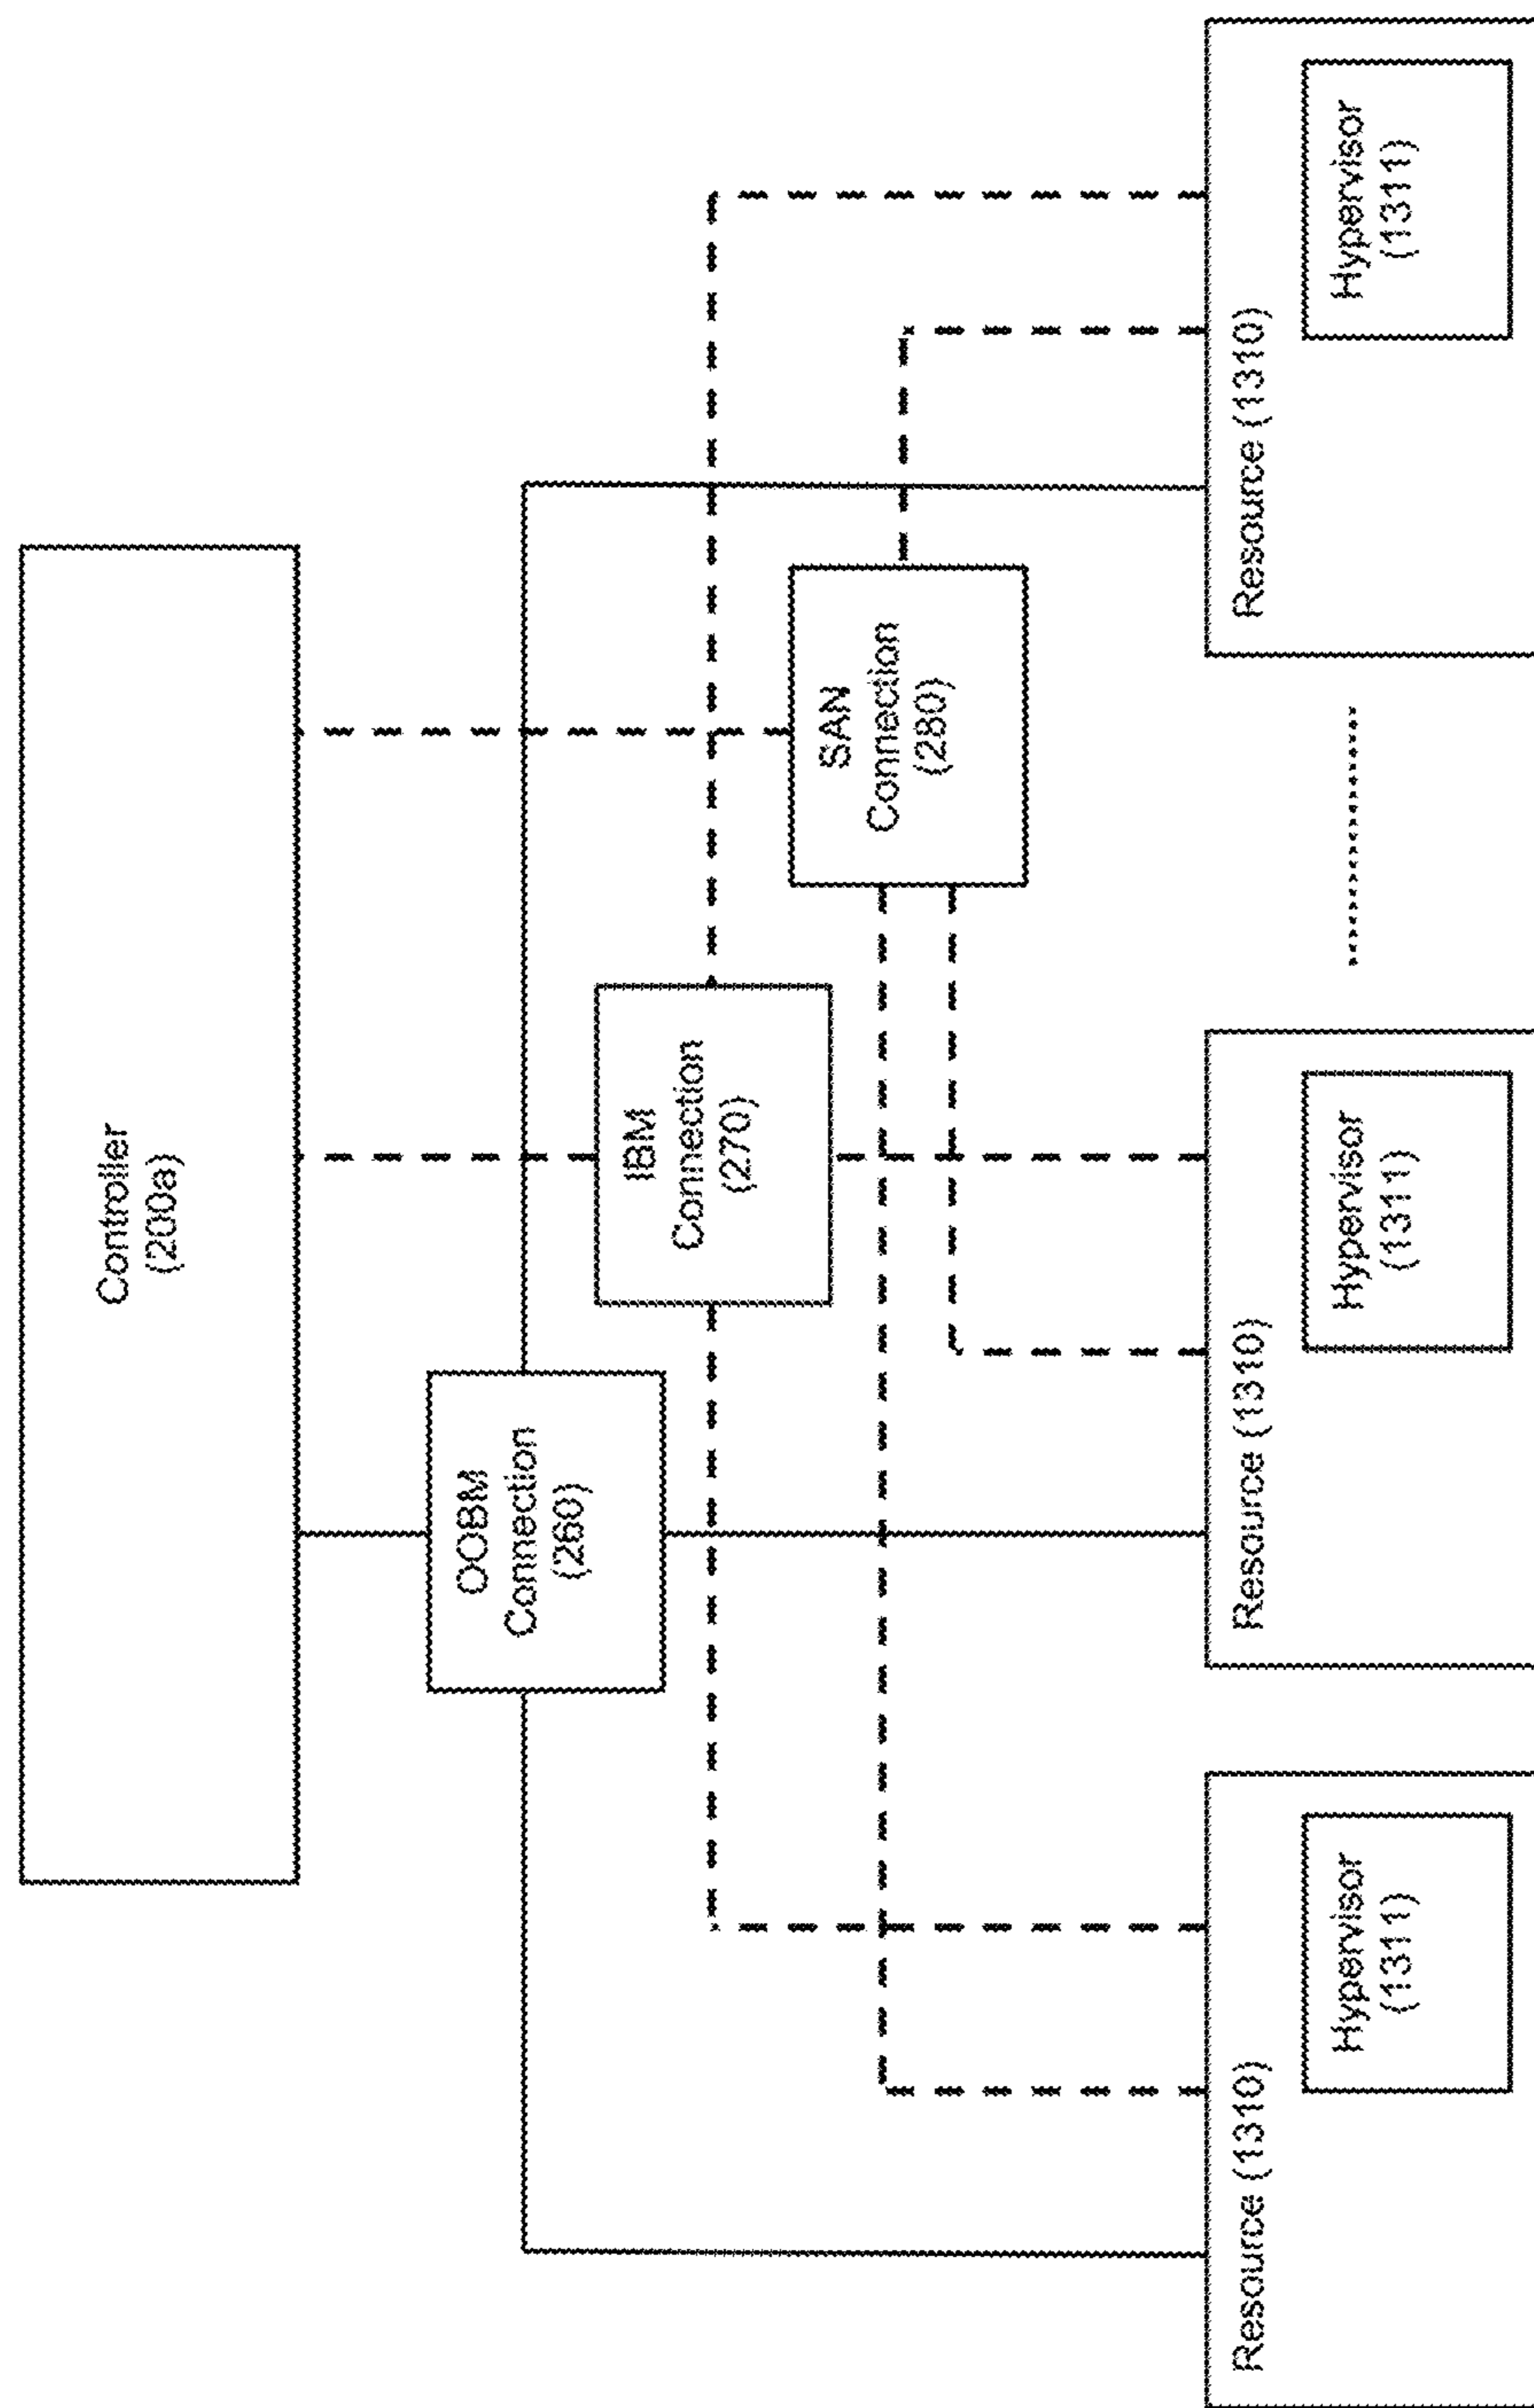 Controller
(200a)
OOBM
Connection
(260)
IBM
Connection
(270)
SAN
Connection
(280)
Resource (1310)
Hypervisor
(1311)
Resource (1310)
Hypervisor
(1311)
Resource (1310)
Hypervisor
(1311)